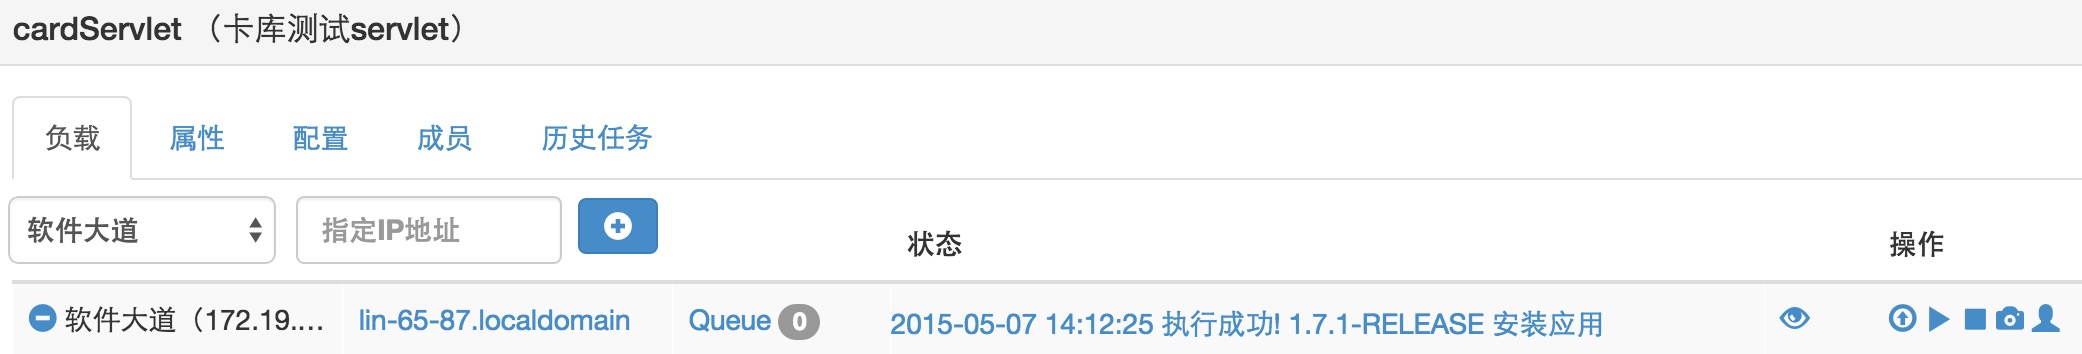 cardServlet （卡库测试servlet）
负载 属性 配置 成员 历史任务
软件大道 指定IP地址 状态 操作
软件大道（172.19.... lin-65-87.localdomain Queue 0 2015-05-07 14:12:25 执行成功! 1.7.1-RELEASE 安装应用